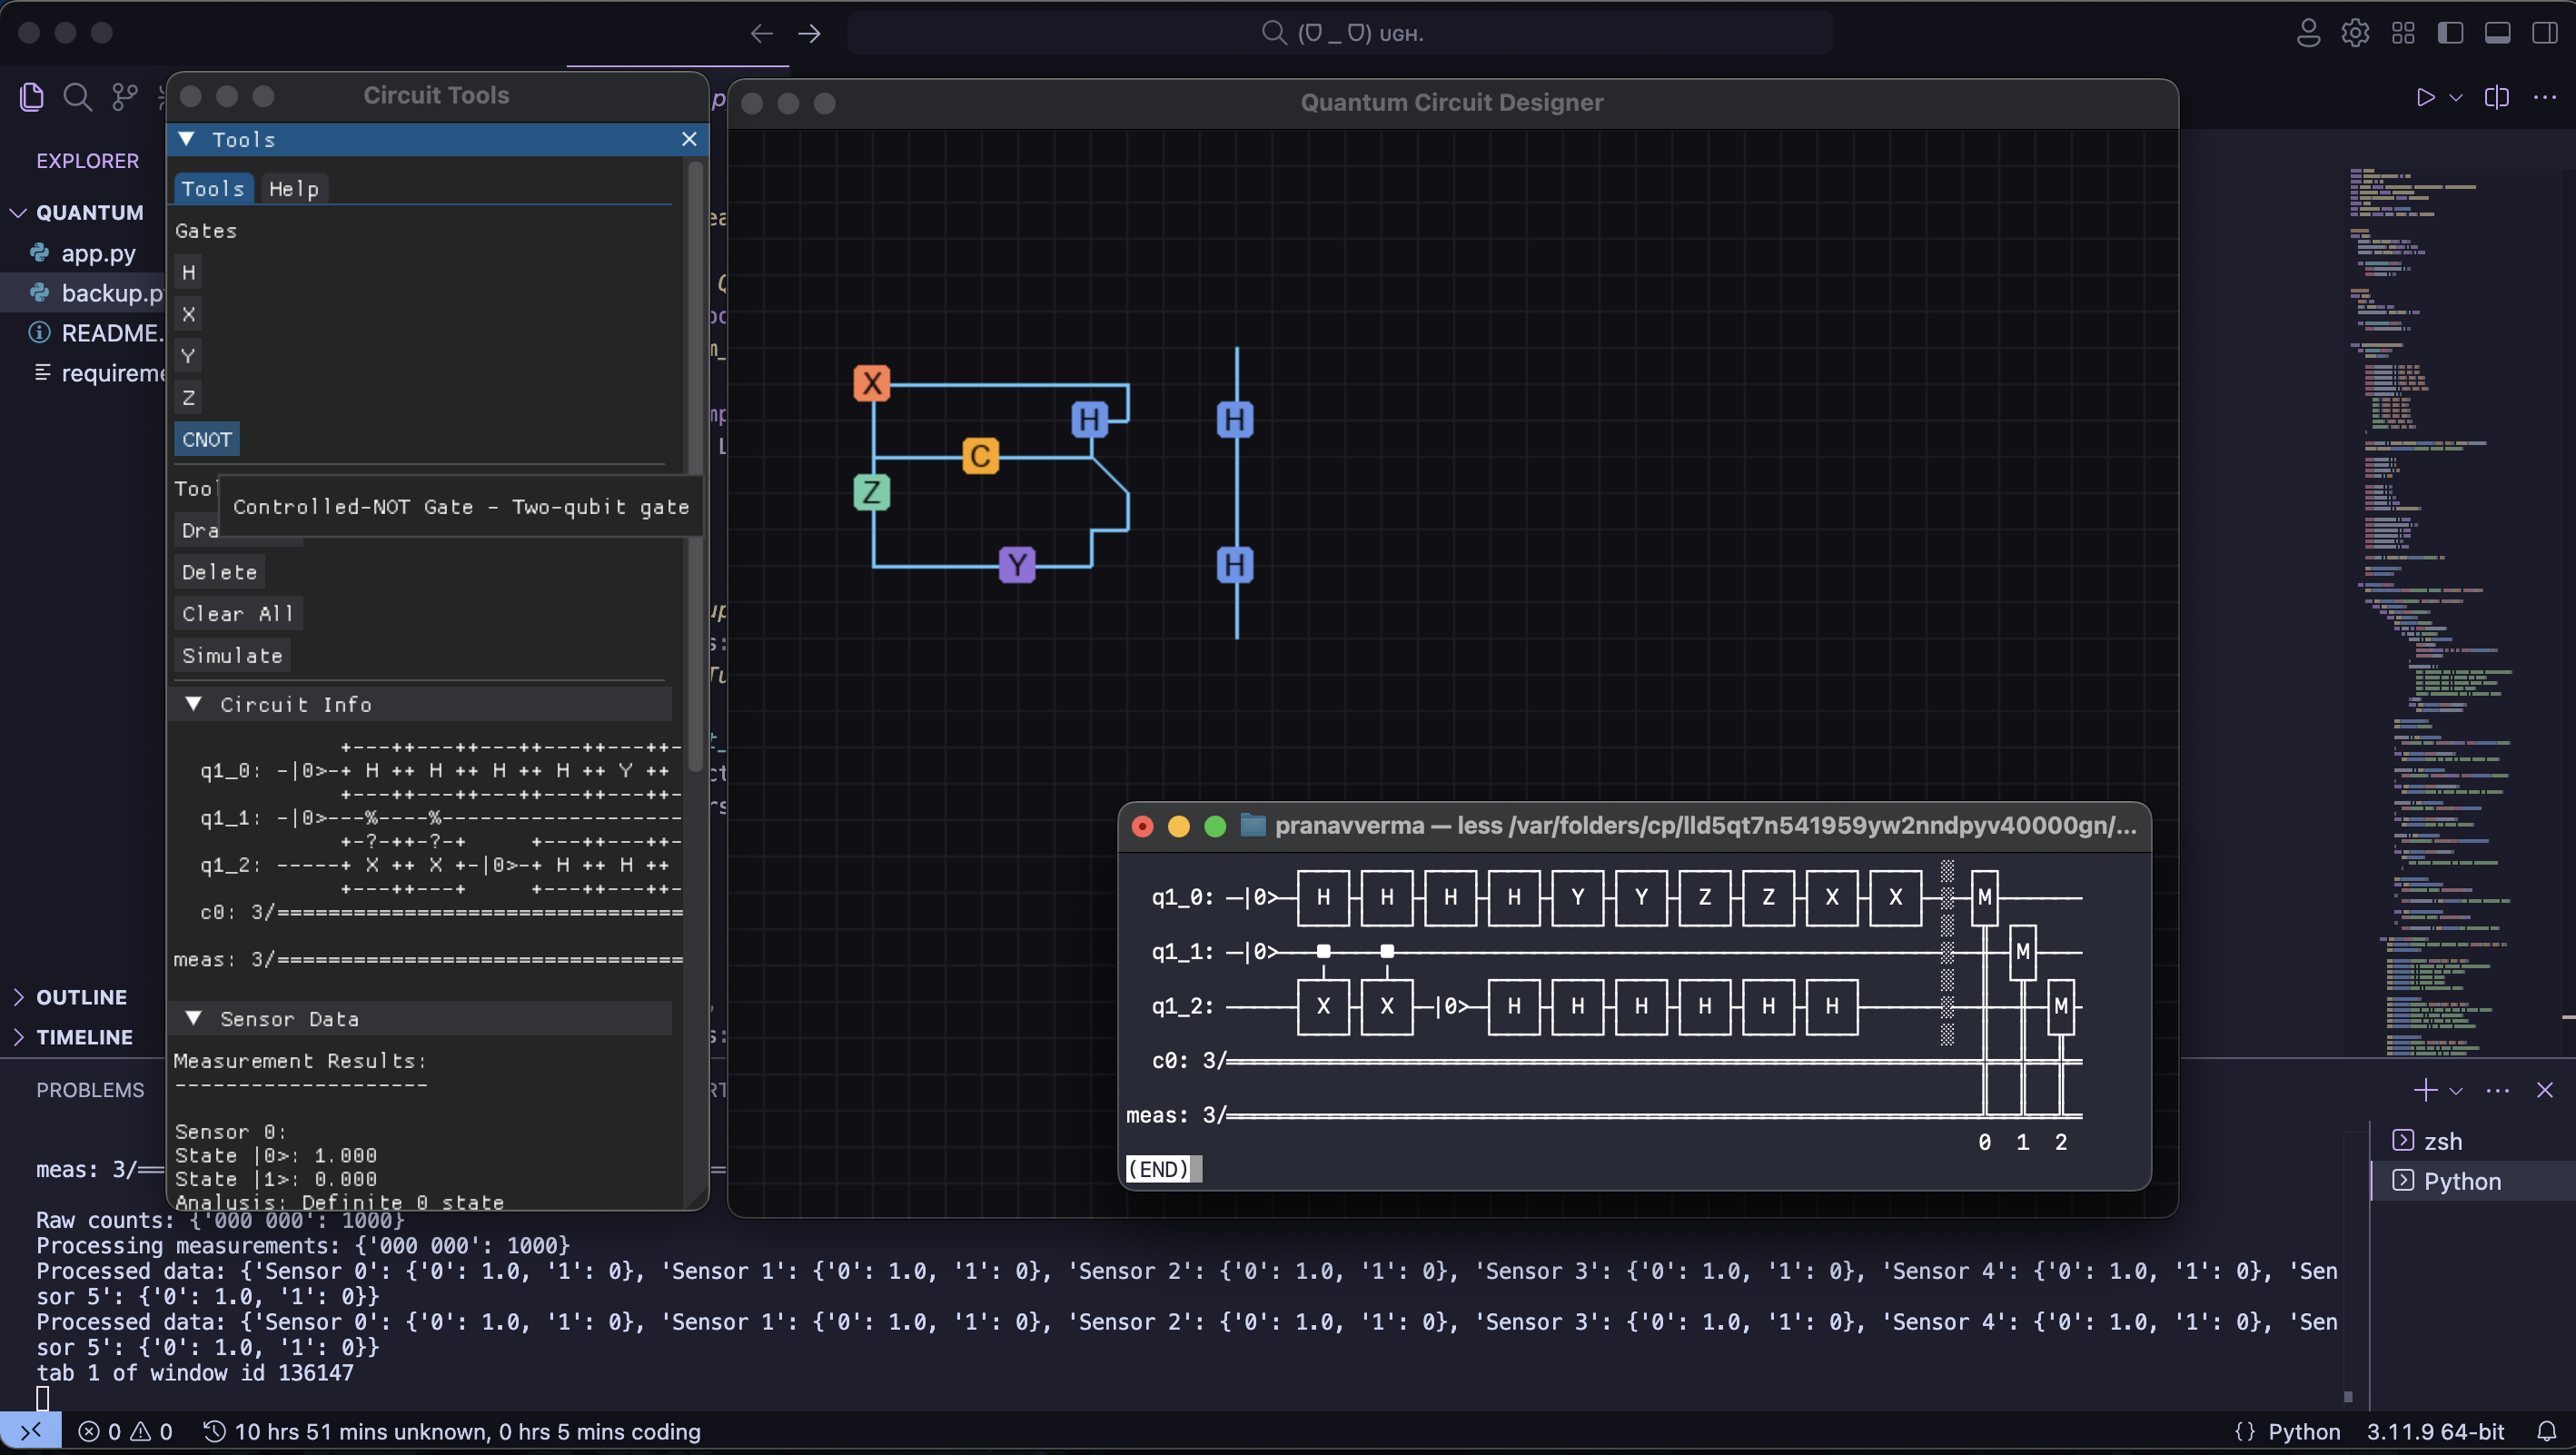 (ᗜ _ ᗜ) UGH.
Circuit Tools
Tools
Tools Help
Gates
H
X
Y
Z
CNOT
Controlled-NOT Gate - Two-qubit gate
Delete
Clear All
Simulate
Circuit Info
+---++---++---++---++---++-
q1_0: -|0>-+ H ++ H ++ H ++ H ++ Y ++
+---++---++---++---++---++-
q1_1: -|0>---%----%-------------------
+-?-++-?-+     +---++---++-
q1_2: -----+ X ++ X +-|0>-+ H ++ H ++
+---++---+     +---++---++-
c0: 3/================================
meas: 3/================================
Sensor Data
Measurement Results:
--------------------
Sensor 0:
State |0>: 1.000
State |1>: 0.000
Analysis: Definite 0 state
EXPLORER
QUANTUM
app.py
backup.p
README.
requireme
OUTLINE
TIMELINE
Quantum Circuit Designer
X
H
H
C
Z
Y
H
pranavverma — less /var/folders/cp/lld5qt7n541959yw2nndpyv40000gn/...
q1_0: —|0>— H H H H Y Y Z Z X X M
q1_1: —|0>— M
q1_2: X X —|0>— H H H H H H M
c0: 3/
meas: 3/
0 1 2
(END)
PROBLEMS
zsh
Python
meas: 3/══
Raw counts: {'000 000': 1000}
Processing measurements: {'000 000': 1000}
Processed data: {'Sensor 0': {'0': 1.0, '1': 0}, 'Sensor 1': {'0': 1.0, '1': 0}, 'Sensor 2': {'0': 1.0, '1': 0}, 'Sensor 3': {'0': 1.0, '1': 0}, 'Sensor 4': {'0': 1.0, '1': 0}, 'Sen
sor 5': {'0': 1.0, '1': 0}}
Processed data: {'Sensor 0': {'0': 1.0, '1': 0}, 'Sensor 1': {'0': 1.0, '1': 0}, 'Sensor 2': {'0': 1.0, '1': 0}, 'Sensor 3': {'0': 1.0, '1': 0}, 'Sensor 4': {'0': 1.0, '1': 0}, 'Sen
sor 5': {'0': 1.0, '1': 0}}
tab 1 of window id 136147
0 0 10 hrs 51 mins unknown, 0 hrs 5 mins coding
{} Python 3.11.9 64-bit